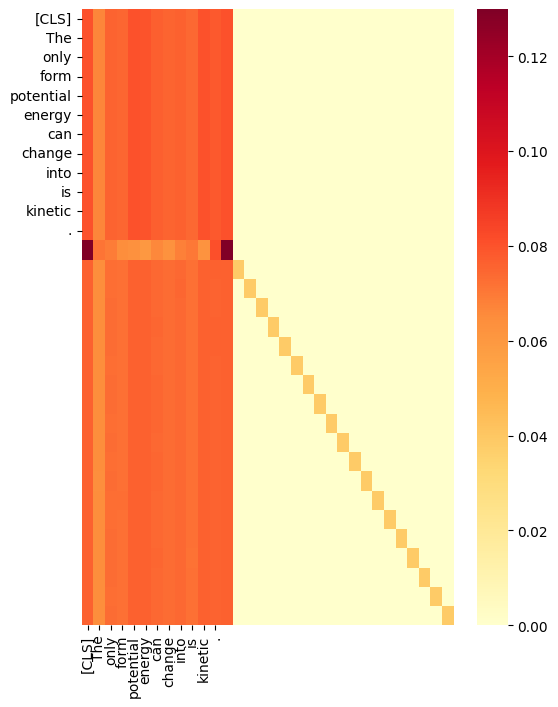 [CLS]
The
only
form
potential
energy
can
change
into
is
kinetic
.
0.12
0.10
0.08
0.06
0.04
0.02
0.00
[CLS]
The
only
form
potential
energy
can
change
into
is
kinetic
.